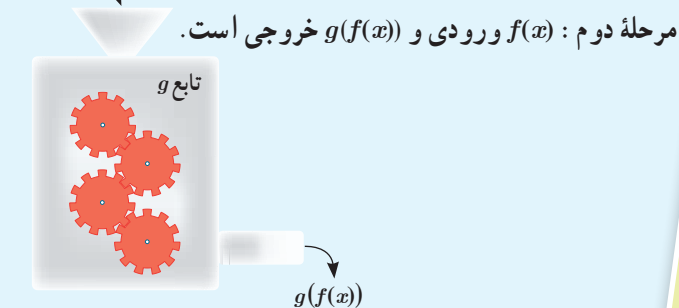 مرحلهٔ دوم : f(x) ورودی و g(f(x)) خروجی است.
تابع g
g(f(x))